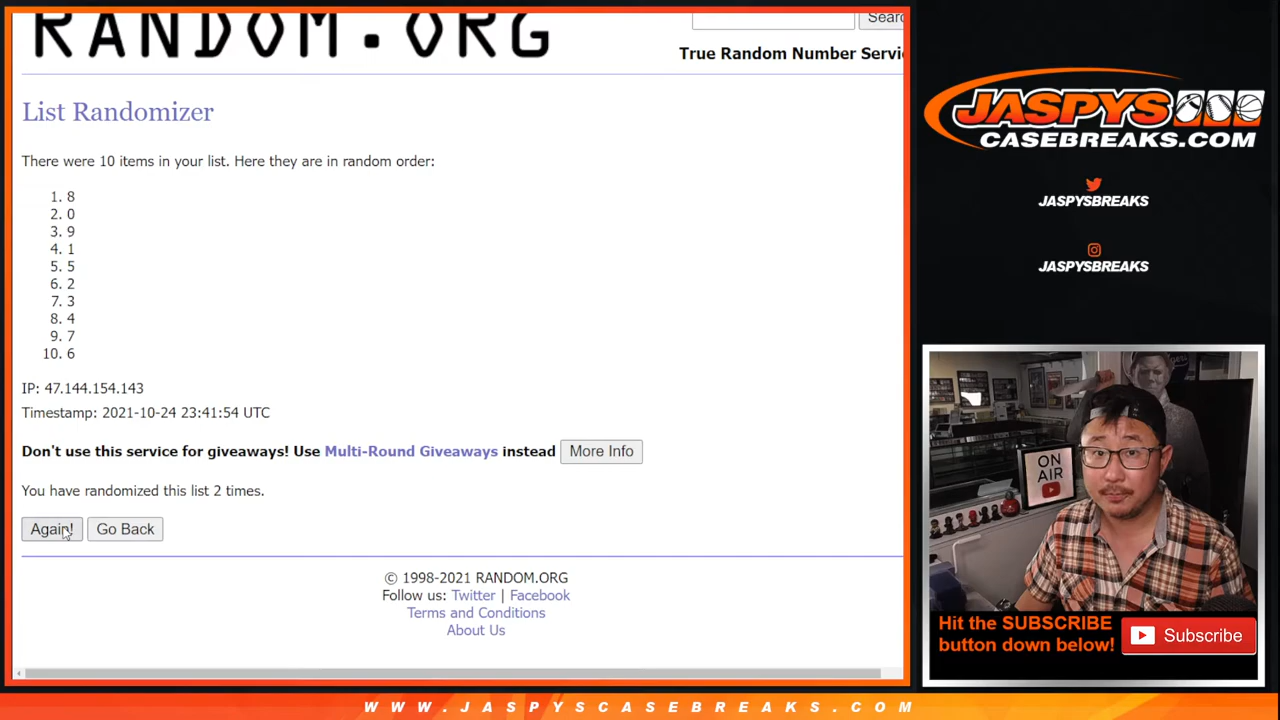 RANDOM.ORG
Search
True Random Number Servi
List Randomizer
There were 10 items in your list. Here they are in random order:
1. 8
2. 0
3. 9
4. 1
5. 5
6. 2
7. 3
8. 4
9. 7
10. 6
IP: 47.144.154.143
Timestamp: 2021-10-24 23:41:54 UTC
Don't use this service for giveaways! Use Multi-Round Giveaways instead More Info
You have randomized this list 2 times.
Again! Go Back
© 1998-2021 RANDOM.ORG
Follow us: Twitter | Facebook
Terms and Conditions
About Us
JASPYS
CASEBREAKS.COM
JASPYSBREAKS
JASPYSBREAKS
ON
AIR
Hit the SUBSCRIBE
button down below!
Subscribe
WWW.JASPYSCASEBREAKS.COM